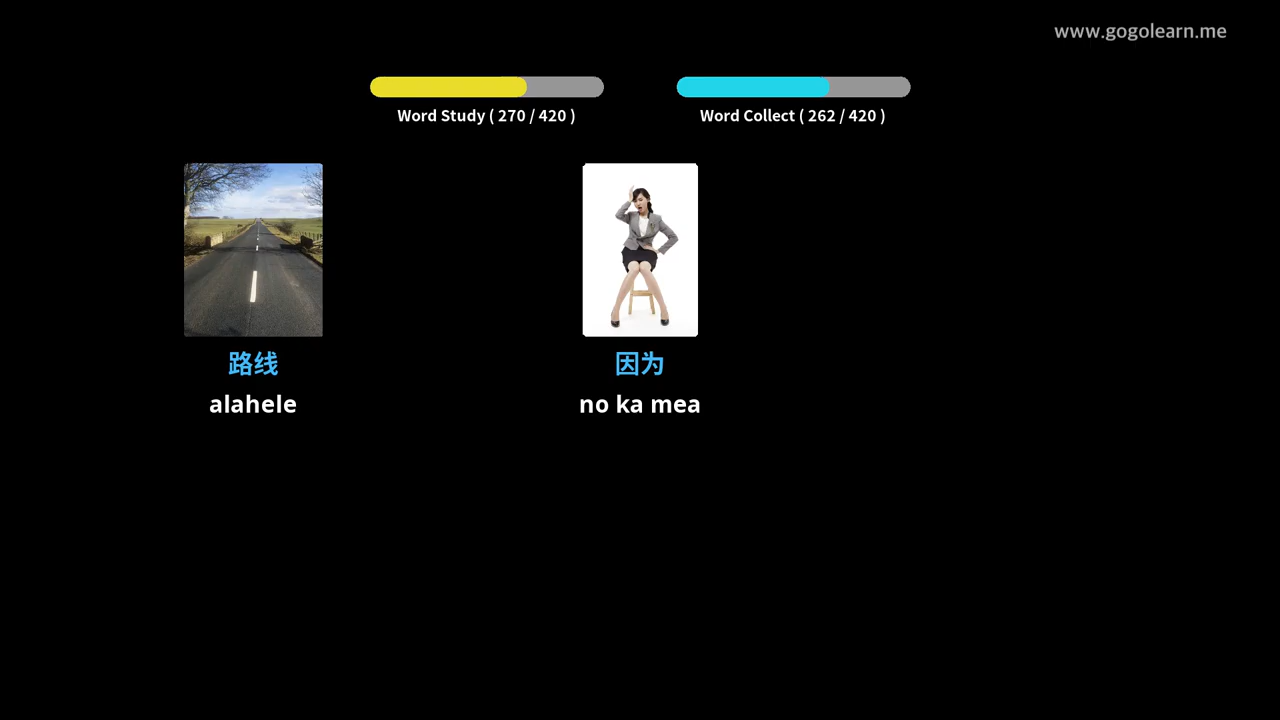 www.gogolearn.me
Word Study ( 270 / 420 )
Word Collect ( 262 / 420 )
路线
alahele
因为
no ka mea